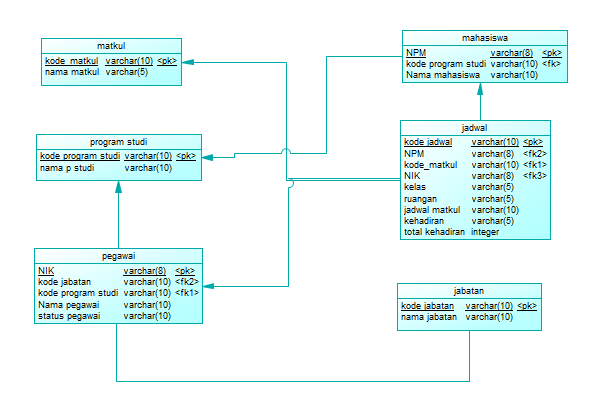 matkul
kode_matkul varchar(10) <pk>
nama matkul varchar(5)
mahasiswa
NPM varchar(8) <pk>
kode program studi varchar(10) <fk>
Nama mahasiswa varchar(10)
program studi
kode program studi varchar(10) <pk>
nama p studi varchar(10)
jadwal
kode jadwal varchar(10) <pk>
NPM varchar(8) <fk2>
kode_matkul varchar(10) <fk1>
NIK varchar(8) <fk3>
kelas varchar(5)
ruangan varchar(5)
jadwal matkul varchar(10)
kehadiran varchar(5)
total kehadiran integer
pegawai
NIK varchar(8) <pk>
kode jabatan varchar(10) <fk2>
kode program studi varchar(10) <fk1>
Nama pegawai varchar(10)
status pegawai varchar(10)
jabatan
kode jabatan varchar(10) <pk>
nama jabatan varchar(10)